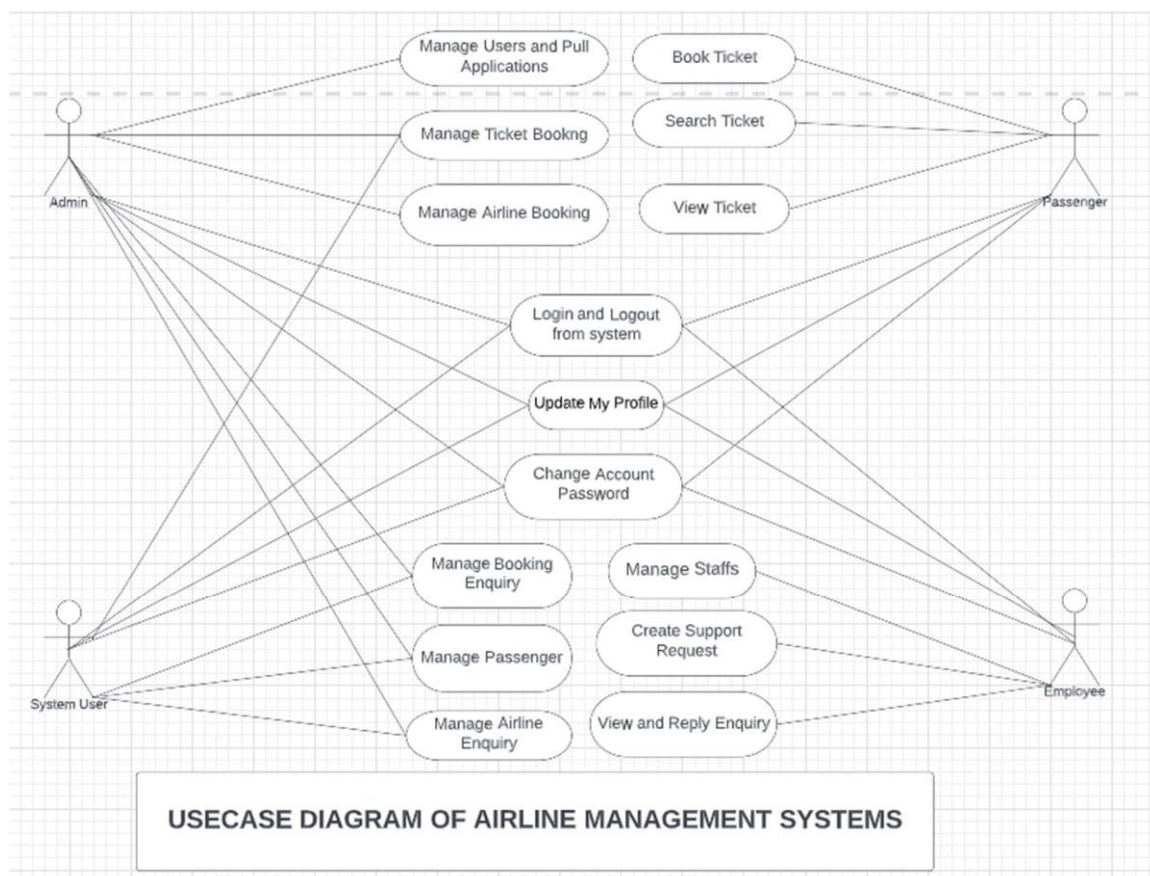 Manage Users and Pull
Applications
Book Ticket
Search Ticket
Manage Ticket Bookng
Admin
Passenger
Manage Airline Booking
View Ticket
Login and Logout
from system
Update My Profile
Change Account
Password
Manage Booking
Enquiry
Manage Staffs
Create Support
Request
Manage Passenger
System User
Employee
Manage Airline
Enquiry
View and Reply Enquiry
USECASE DIAGRAM OF AIRLINE MANAGEMENT SYSTEMS